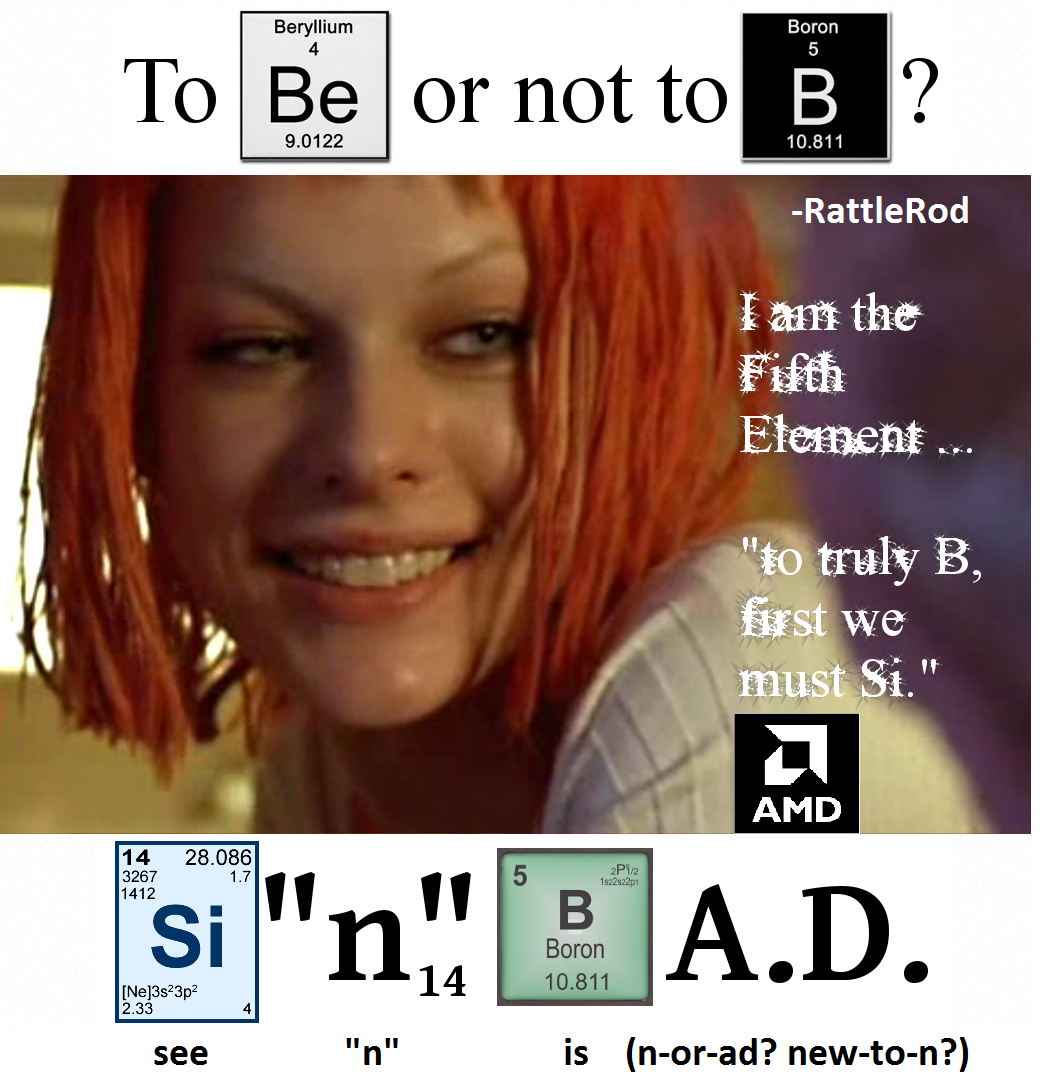 Beryllium
4
To Be or not to B ?
9.0122
Boron
5
10.811
-RattleRod
I am the
Fifth
Element ...
"to truly B,
first we
must Si."
AMD
14 28.086
3267 1.7
1412
Si
[Ne]3s²3p²
2.33 4
"n"14
5 2P°1/2
1s22s22p1
B
Boron
10.811
A.D.
see "n" is (n-or-ad? new-to-n?)